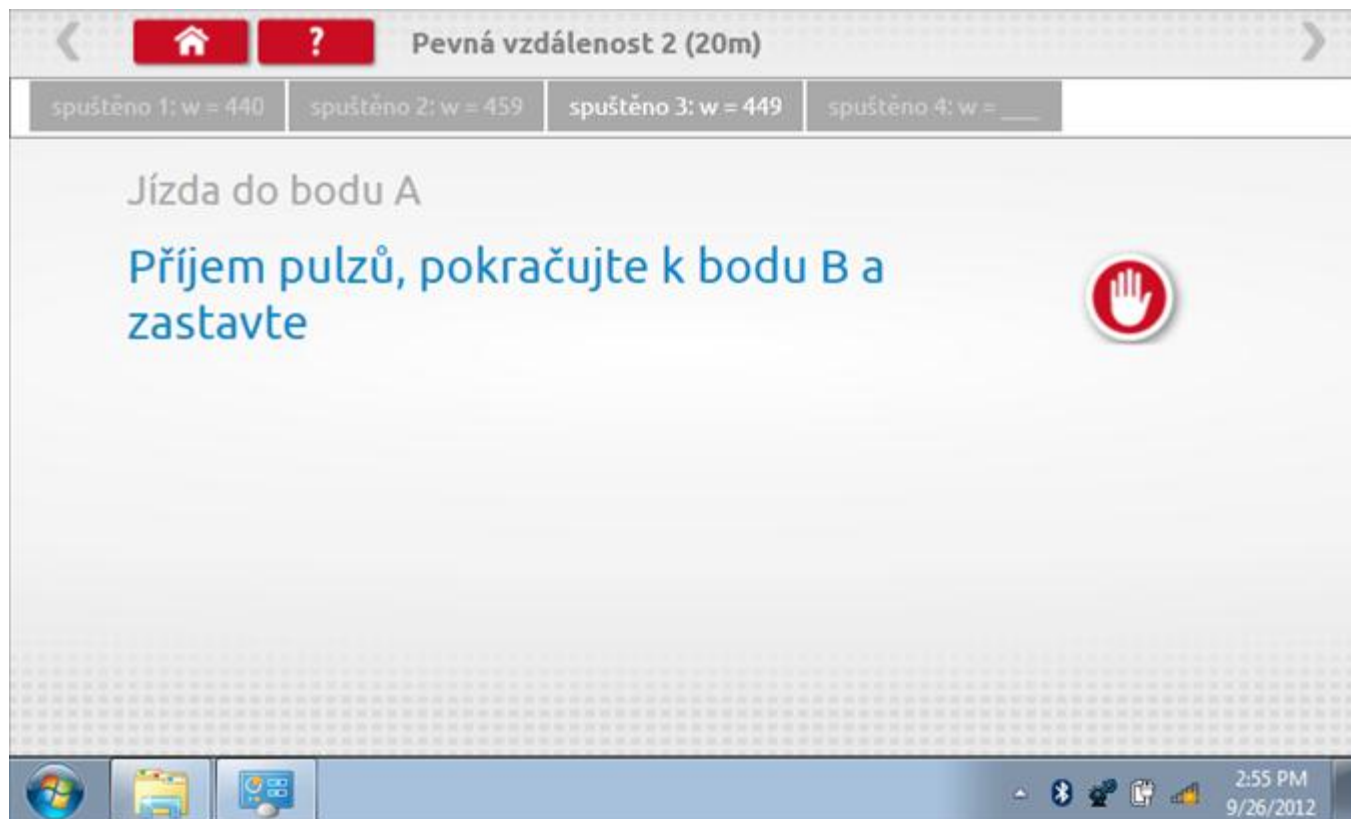 ? Pevná vzdálenost 2 (20m)
spuštěno 1: w = 440 spuštěno 2: w = 459 spuštěno 3: w = 449 spuštěno 4: w = ___
Jízda do bodu A
Příjem pulzů, pokračujte k bodu B a
zastavte
2:55 PM
9/26/2012